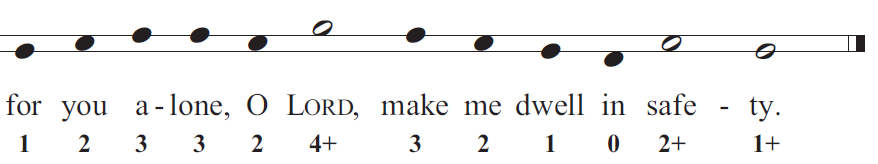 for you a - lone, O LORD, make me dwell in safe - ty.
1 2 3 3 2 4+ 3 2 1 0 2+ 1+